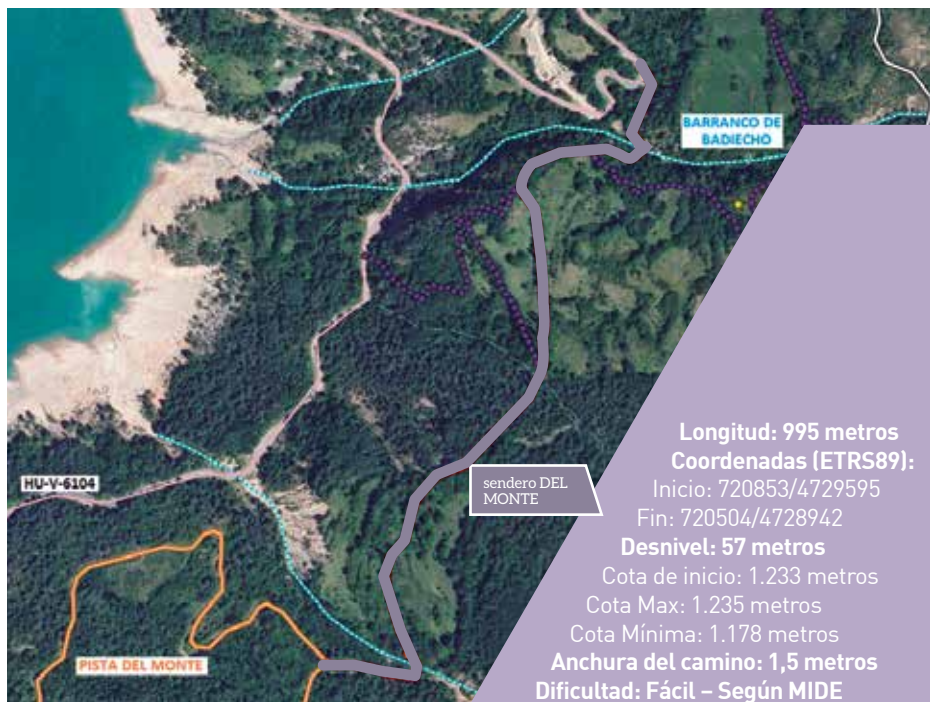 BARRANCO DE
BADIECHO
HU-V-6104
sendero DEL
MONTE
PISTA DEL MONTE
Longitud: 995 metros
Coordenadas (ETRS89):
Inicio: 720853/4729595
Fin: 720504/4728942
Desnivel: 57 metros
Cota de inicio: 1.233 metros
Cota Max: 1.235 metros
Cota Mínima: 1.178 metros
Anchura del camino: 1,5 metros
Dificultad: Fácil – Según MIDE